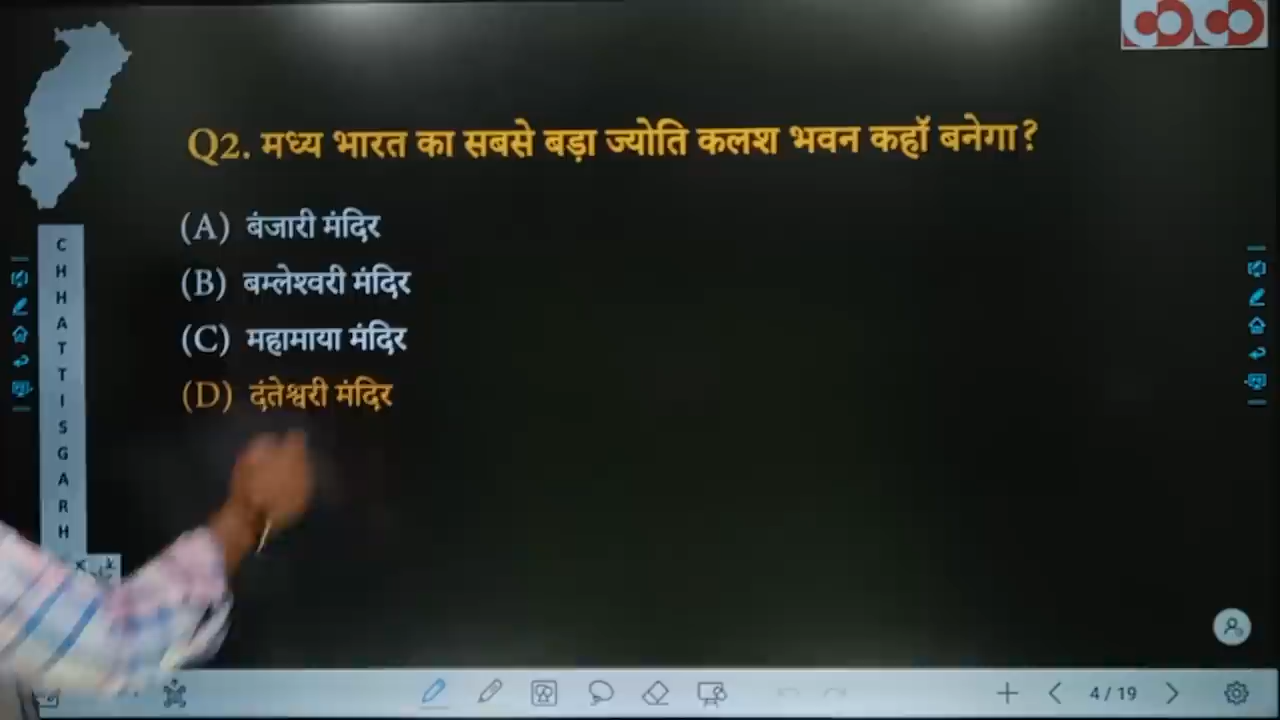 Q2. मध्य भारत का सबसे बड़ा ज्योति कलश भवन कहॉ बनेगा?
(A) बंजारी मंदिर
(B) बम्लेश्वरी मंदिर
(C) महामाया मंदिर
(D) दंतेश्वरी मंदिर
CHHATTISGARH
4/19